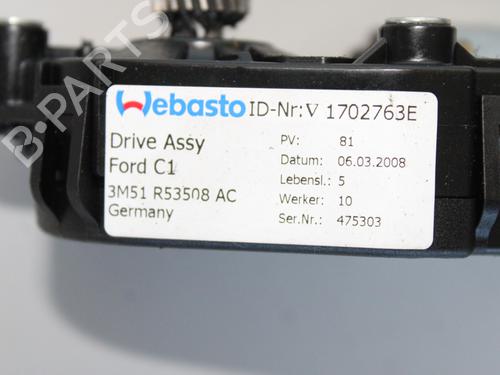 Webasto ID-Nr: V 1702763E
Drive Assy PV: 81
Ford C1 Datum: 06.03.2008
3M51 R53508 AC Lebensl.: 5
Germany Werker: 10
Ser.Nr.: 475303
B-Parts